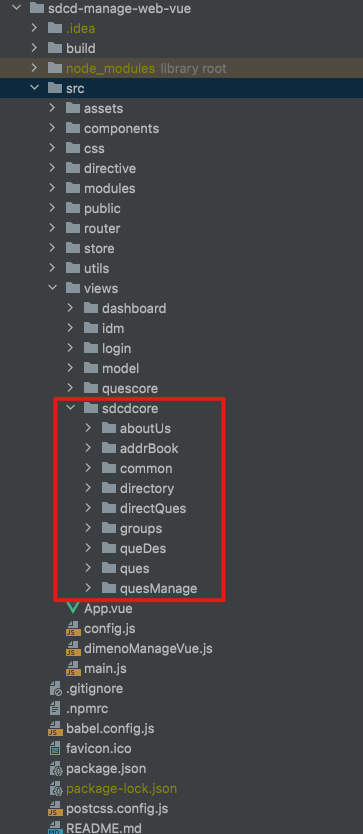 sdcd-manage-web-vue
.idea
build
node_modules library root
src
assets
components
css
directive
modules
public
router
store
utils
views
dashboard
idm
login
model
quescore
sdcdcore
aboutUs
addrBook
common
directory
directQues
groups
queDes
ques
quesManage
App.vue
config.js
dimenoManageVue.js
main.js
.gitignore
.npmrc
babel.config.js
favicon.ico
package.json
package-lock.json
postcss.config.js
README.md